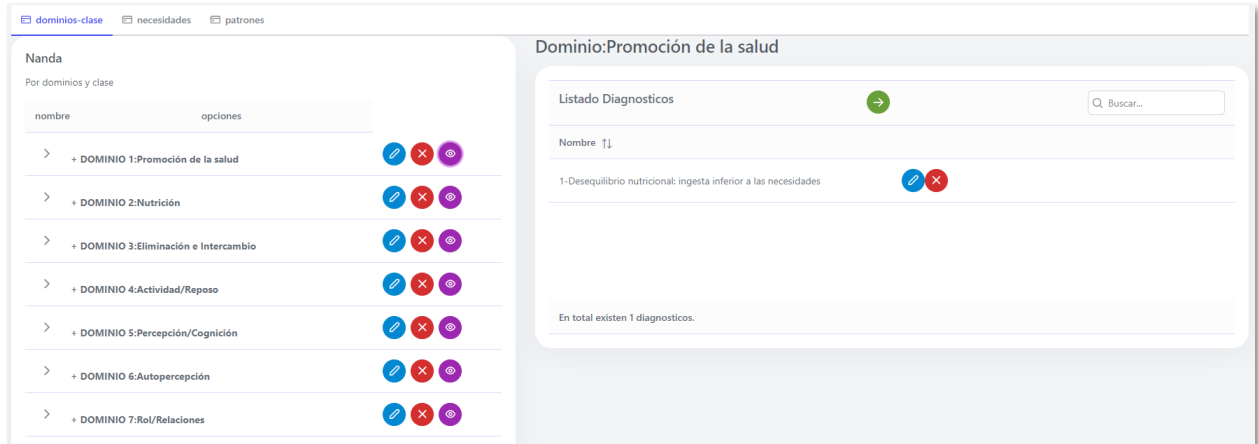 dominios-clase necesidades patrones
Nanda
Por dominios y clase
nombre opciones
+ DOMINIO 1:Promoción de la salud
+ DOMINIO 2:Nutrición
+ DOMINIO 3:Eliminación e Intercambio
+ DOMINIO 4:Actividad/Reposo
+ DOMINIO 5:Percepción/Cognición
+ DOMINIO 6:Autopercepción
+ DOMINIO 7:Rol/Relaciones
Dominio:Promoción de la salud
Listado Diagnosticos
Buscar...
Nombre
1-Desequilibrio nutricional: ingesta inferior a las necesidades
En total existen 1 diagnosticos.